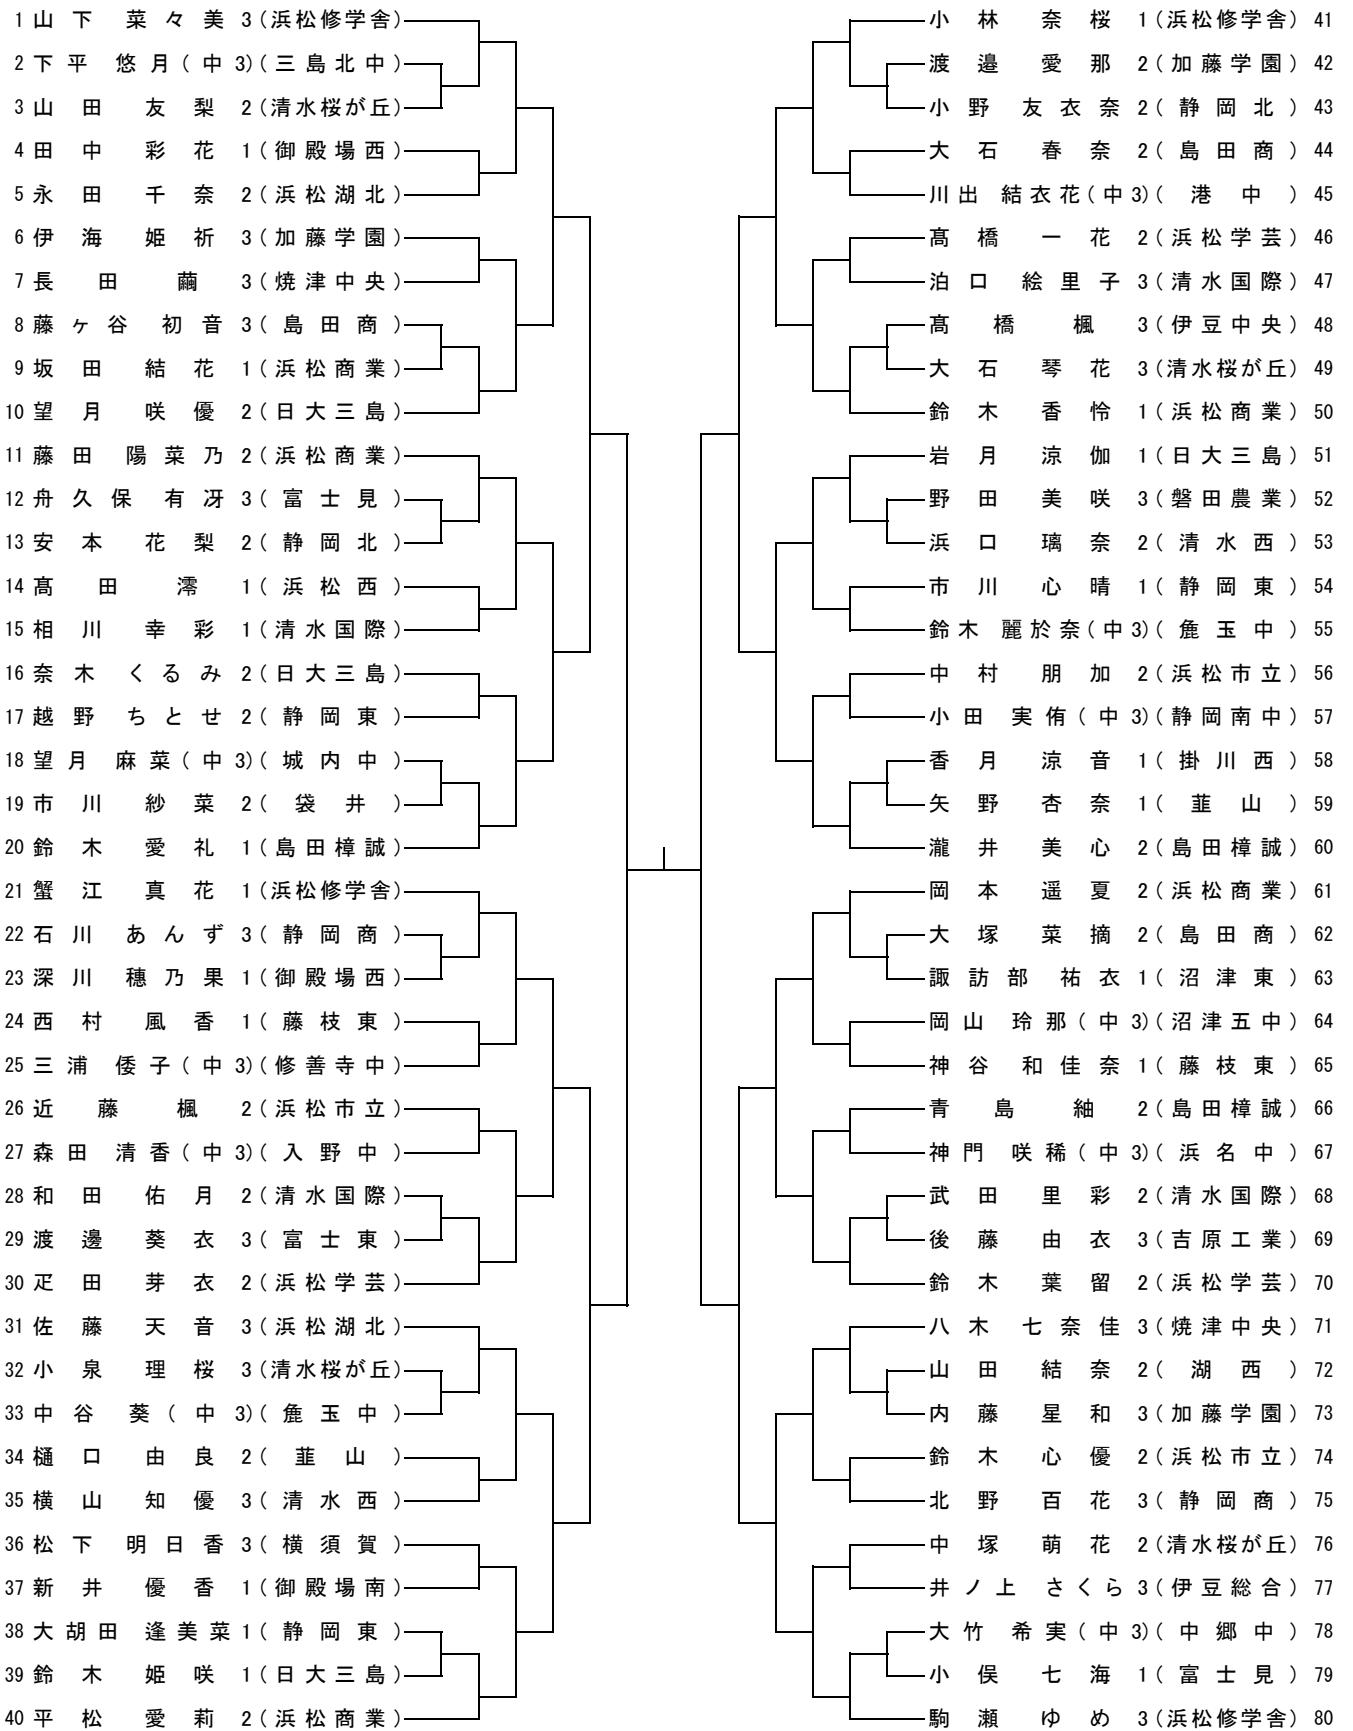 1 山下 菜々美 3 (浜松修学舎)
2 下平 悠月(中3) (三島北中)
3 山田 友梨 2 (清水桜が丘)
4 田中 彩花 1 (御殿場西)
5 永田 千奈 2 (浜松湖北)
6 伊海 姫祈 3 (加藤学園)
7 長田 繭 3 (焼津中央)
8 藤ヶ谷 初音 3 (島田商)
9 坂田 結花 1 (浜松商業)
10 望月 咲優 2 (日大三島)
11 藤田 陽菜乃 2 (浜松商業)
12 舟久保 有冴 3 (富士見)
13 安本 花梨 2 (静岡北)
14 髙田 澪 1 (浜松西)
15 相川 幸彩 1 (清水国際)
16 奈木 くるみ 2 (日大三島)
17 越野 ちとせ 2 (静岡東)
18 望月 麻菜(中3) (城内中)
19 市川 紗菜 2 (袋井)
20 鈴木 愛礼 1 (島田樟誠)
21 蟹江 真花 1 (浜松修学舎)
22 石川 あんず 3 (静岡商)
23 深川 穂乃果 1 (御殿場西)
24 西村 風香 1 (藤枝東)
25 三浦 倭子(中3) (修善寺中)
26 近藤 楓 2 (浜松市立)
27 森田 清香(中3) (入野中)
28 和田 佑月 2 (清水国際)
29 渡邊 葵衣 3 (富士東)
30 疋田 芽衣 2 (浜松学芸)
31 佐藤 天音 3 (浜松湖北)
32 小泉 理桜 3 (清水桜が丘)
33 中谷 葵(中3) (麁玉中)
34 樋口 由良 2 (韮山)
35 横山 知優 3 (清水西)
36 松下 明日香 3 (横須賀)
37 新井 優香 1 (御殿場南)
38 大胡田 逢美菜 1 (静岡東)
39 鈴木 姫咲 1 (日大三島)
40 平松 愛莉 2 (浜松商業)
小林 奈桜 1 (浜松修学舎) 41
渡邉 愛那 2 (加藤学園) 42
小野 友衣奈 2 (静岡北) 43
大石 春奈 2 (島田商) 44
川出 結衣花(中3) (港中) 45
髙橋 一花 2 (浜松学芸) 46
泊口 絵里子 3 (清水国際) 47
髙橋 楓 3 (伊豆中央) 48
大石 琴花 3 (清水桜が丘) 49
鈴木 香怜 1 (浜松商業) 50
岩月 涼伽 1 (日大三島) 51
野田 美咲 3 (磐田農業) 52
浜口 璃奈 2 (清水西) 53
市川 心晴 1 (静岡東) 54
鈴木 麗於奈(中3) (麁玉中) 55
中村 朋加 2 (浜松市立) 56
小田 実侑(中3) (静岡南中) 57
香月 涼音 1 (掛川西) 58
矢野 杏奈 1 (韮山) 59
瀧井 美心 2 (島田樟誠) 60
岡本 遥夏 2 (浜松商業) 61
大塚 菜摘 2 (島田商) 62
諏訪部 祐衣 1 (沼津東) 63
岡山 玲那(中3) (沼津五中) 64
神谷 和佳奈 1 (藤枝東) 65
青島 紬 2 (島田樟誠) 66
神門 咲稀(中3) (浜名中) 67
武田 里彩 2 (清水国際) 68
後藤 由衣 3 (吉原工業) 69
鈴木 葉留 2 (浜松学芸) 70
八木 七奈佳 3 (焼津中央) 71
山田 結奈 2 (湖西) 72
内藤 星和 3 (加藤学園) 73
鈴木 心優 2 (浜松市立) 74
北野 百花 3 (静岡商) 75
中塚 萌花 2 (清水桜が丘) 76
井ノ上 さくら 3 (伊豆総合) 77
大竹 希実(中3) (中郷中) 78
小俣 七海 1 (富士見) 79
駒瀬 ゆめ 3 (浜松修学舎) 80